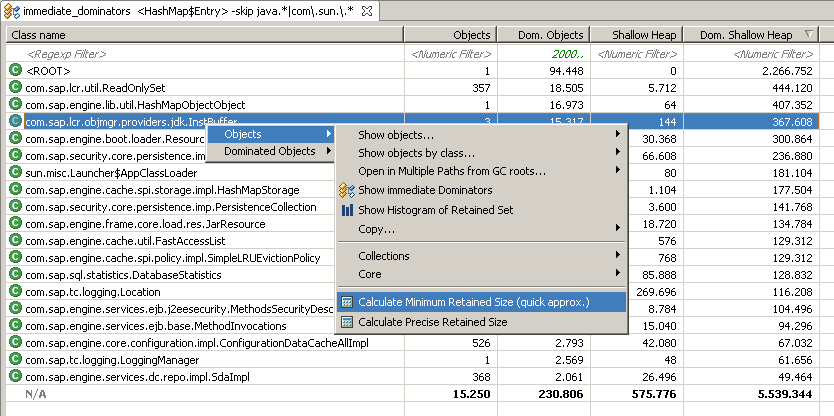 immediate_dominators <HashMap$Entry> -skip java.*|com\.sun\.*
Class name Objects Dom. Objects Shallow Heap Dom. Shallow Heap
<Regexp Filter> <Numeric Filter> 2000.. <Numeric Filter> <Numeric Filter>
<ROOT> 1 94.448 0 2.266.752
com.sap.lcr.util.ReadOnlySet 357 18.505 5.712 444.120
com.sap.engine.lib.util.HashMapObjectObject 1 16.973 64 407.352
com.sap.lcr.objmgr.providers.jdk.InstBuffer 3 15.317 144 367.608
com.sap.engine.boot.loader.Resourc 30.368 300.864
com.sap.security.core.persistence.im 66.608 236.880
sun.misc.Launcher$AppClassLoader 80 181.104
com.sap.engine.cache.spi.storage.impl.HashMapStorage 1.104 177.504
com.sap.security.core.persistence.imp.PersistenceCollection 3.600 141.768
com.sap.engine.frame.core.load.res.JarResource 18.720 134.784
com.sap.engine.cache.util.FastAccessList 576 129.312
com.sap.engine.cache.spi.policy.impl.SimpleLRUEvictionPolicy 768 129.312
com.sap.sql.statistics.DatabaseStatistics 85.888 128.832
com.sap.tc.logging.Location 269.696 116.208
com.sap.engine.services.ejb.j2eesecurity.MethodsSecurityDesc 8.784 104.496
com.sap.engine.services.ejb.base.MethodInvocations 15.040 94.296
com.sap.engine.core.configuration.impl.ConfigurationDataCacheAllImpl 526 2.793 42.080 67.032
com.sap.tc.logging.LoggingManager 1 2.569 48 61.656
com.sap.engine.services.dc.repo.impl.SdaImpl 368 2.061 26.496 49.464
N/A 15.250 230.806 575.776 5.539.344
Objects
Dominated Objects
Show objects...
Show objects by class...
Open in Multiple Paths from GC roots...
Show immediate Dominators
Show Histogram of Retained Set
Copy...
Collections
Core
Calculate Minimum Retained Size (quick approx.)
Calculate Precise Retained Size